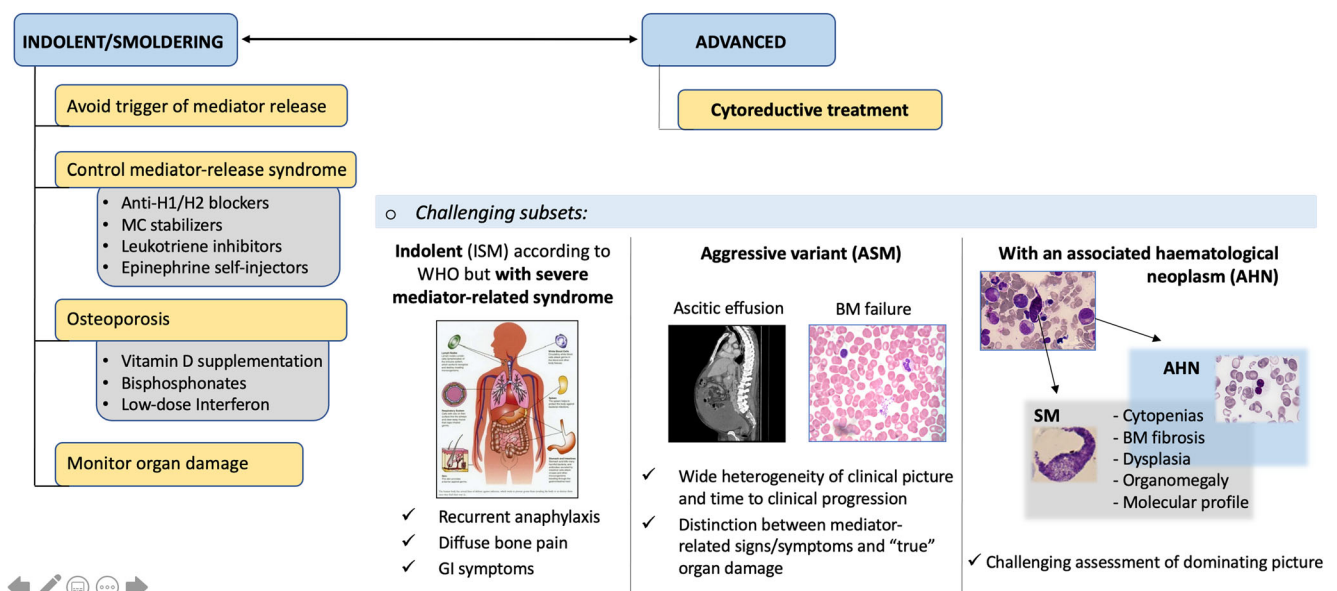 INDOLENT/SMOLDERING
ADVANCED
Avoid trigger of mediator release
Cytoreductive treatment
Control mediator-release syndrome
• Anti-H1/H2 blockers
• MC stabilizers
• Leukotriene inhibitors
• Epinephrine self-injectors
Osteoporosis
• Vitamin D supplementation
• Bisphosphonates
• Low-dose Interferon
Monitor organ damage
o Challenging subsets:
Indolent (ISM) according to
WHO but with severe
mediator-related syndrome
✓ Recurrent anaphylaxis
✓ Diffuse bone pain
✓ GI symptoms
Aggressive variant (ASM)
Ascitic effusion
BM failure
✓ Wide heterogeneity of clinical picture
and time to clinical progression
✓ Distinction between mediator-
related signs/symptoms and “true”
organ damage
With an associated haematological
neoplasm (AHN)
AHN
SM
- Cytopenias
- BM fibrosis
- Dysplasia
- Organomegaly
- Molecular profile
✓ Challenging assessment of dominating picture